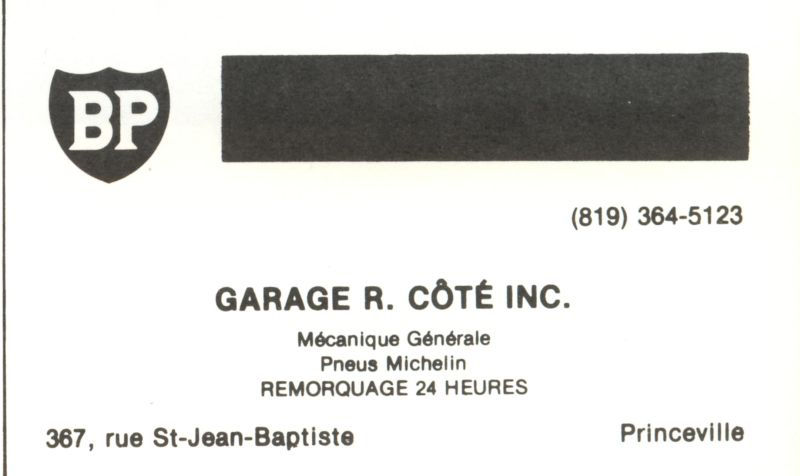 BP
(819) 364-5123
GARAGE R. CÔTÉ INC.
Mécanique Générale
Pneus Michelin
REMORQUAGE 24 HEURES
367, rue St-Jean-Baptiste Princeville